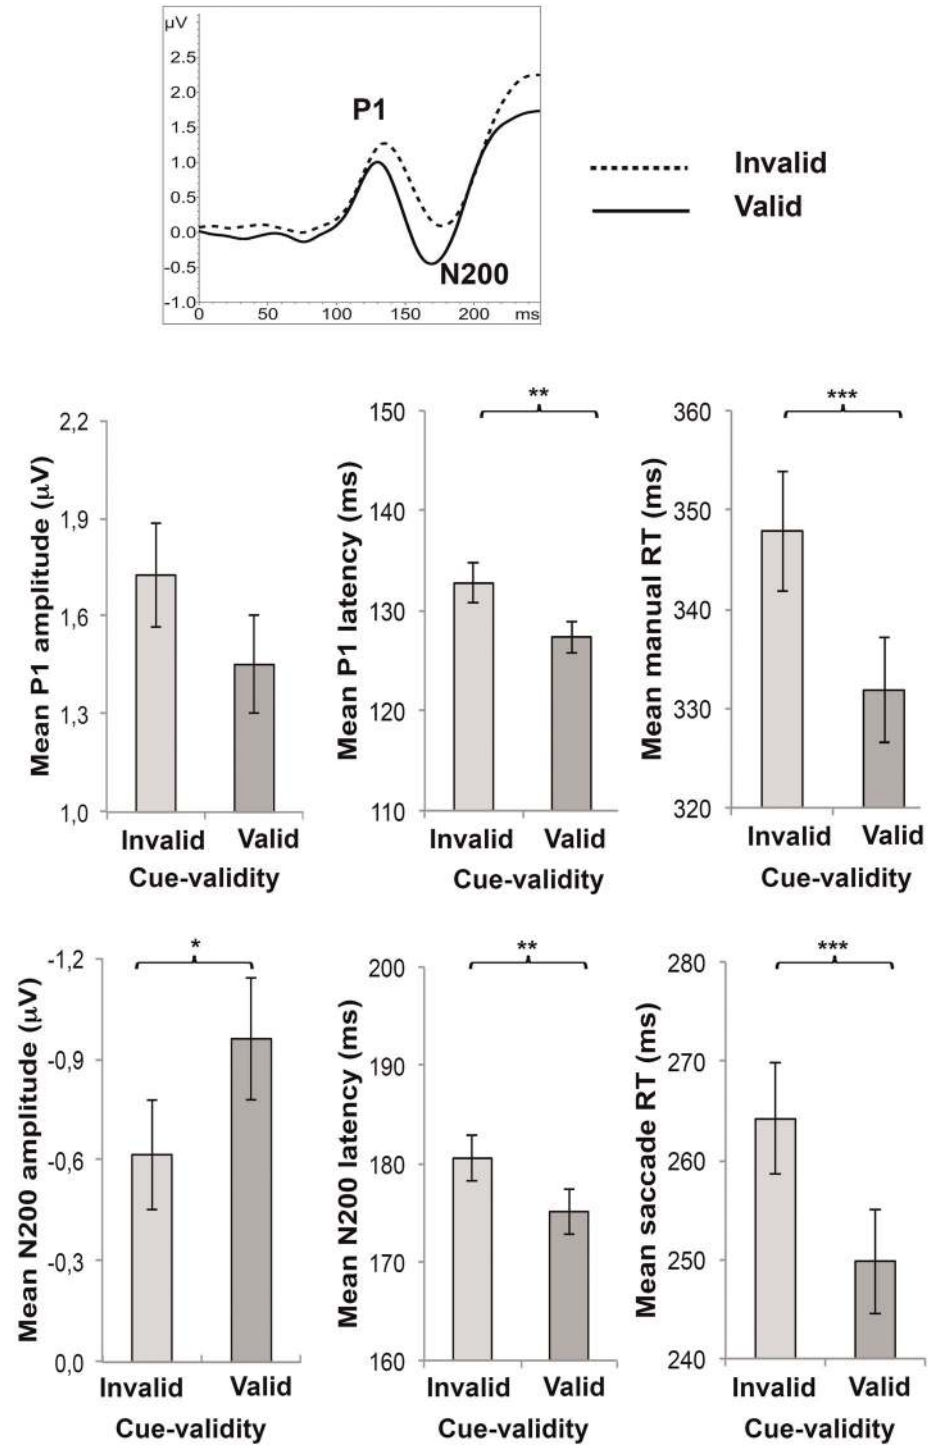 μV
2.5
2.0
1.5
1.0
0.5
0.0
-0.5
-1.0
0 50 100 150 200 ms
P1
N200
Invalid
Valid
Mean P1 amplitude (μV)
2,2
1,9
1,6
1,3
1,0
Invalid Valid
Cue-validity
**
Mean P1 latency (ms)
150
140
130
120
110
Invalid Valid
Cue-validity
***
Mean manual RT (ms)
360
350
340
330
320
Invalid Valid
Cue-validity
*
Mean N200 amplitude (μV)
-1,2
-0,9
-0,6
-0,3
0,0
Invalid Valid
Cue-validity
**
Mean N200 latency (ms)
200
190
180
170
160
Invalid Valid
Cue-validity
***
Mean saccade RT (ms)
280
270
260
250
240
Invalid Valid
Cue-validity